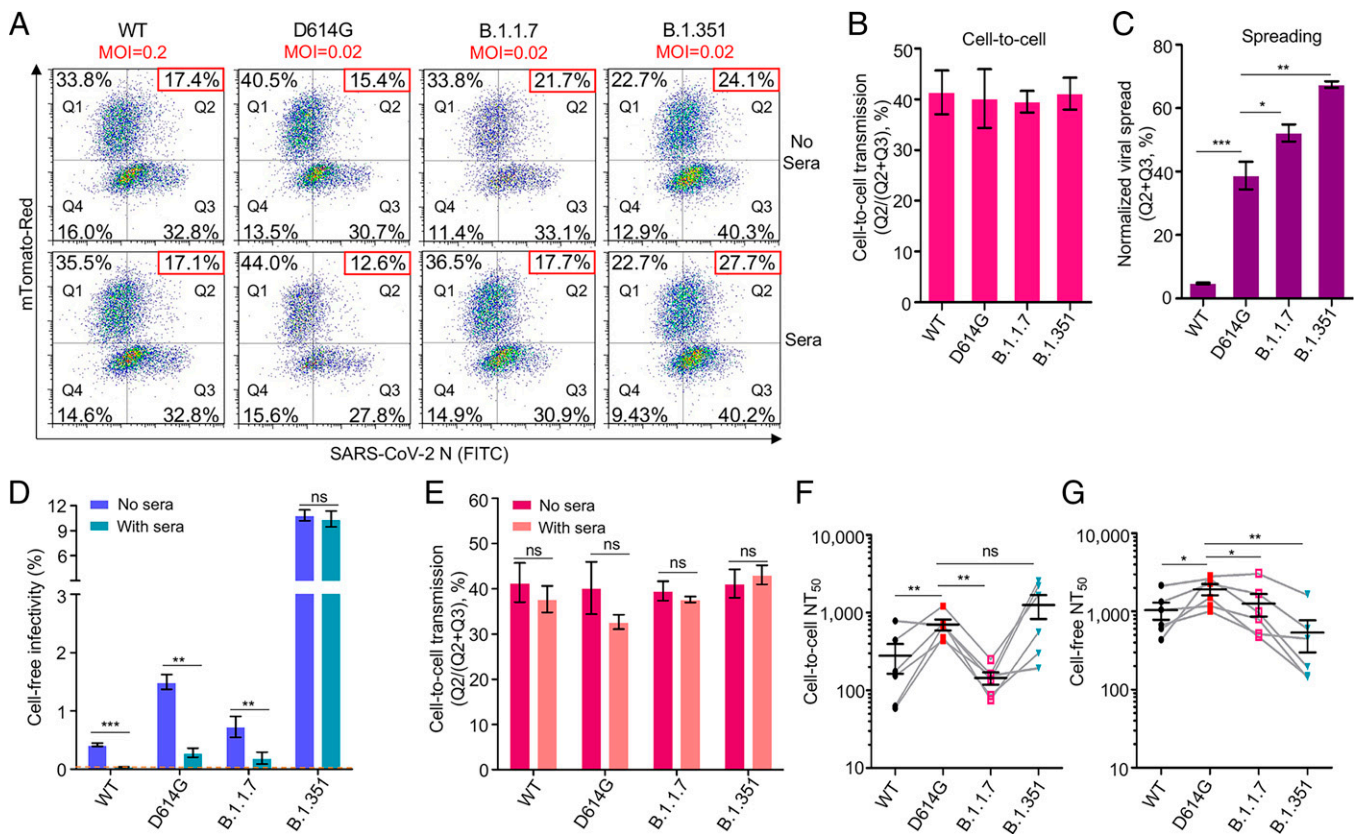 A
WT
D614G
B.1.1.7
B.1.351
MOI=0.2
MOI=0.02
MOI=0.02
MOI=0.02
33.8%
17.4%
40.5%
15.4%
33.8%
21.7%
22.7%
24.1%
Q1
Q2
Q1
Q2
Q1
Q2
Q1
Q2
No
Sera
Q4
Q3
Q4
Q3
Q4
Q3
Q4
Q3
16.0%
32.8%
13.5%
30.7%
11.4%
33.1%
12.9%
40.3%
35.5%
17.1%
44.0%
12.6%
36.5%
17.7%
22.7%
27.7%
Q1
Q2
Q1
Q2
Q1
Q2
Q1
Q2
Sera
Q4
Q3
Q4
Q3
Q4
Q3
Q4
Q3
14.6%
32.8%
15.6%
27.8%
14.9%
30.9%
9.43%
40.2%
mTomato-Red
SARS-CoV-2 N (FITC)
B
Cell-to-cell
Cell-to-cell transmission
(Q2/(Q2+Q3), %)
50
40
30
20
10
0
WT
D614G
B.1.1.7
B.1.351
C
Spreading
Normalized viral spread
(Q2+Q3, %)
80
60
40
20
0
**
*
***
WT
D614G
B.1.1.7
B.1.351
D
No sera
With sera
Cell-free infectivity (%)
12
9
6
3
3
2
1
0
***
**
**
ns
WT
D614G
B.1.1.7
B.1.351
E
No sera
With sera
Cell-to-cell transmission
(Q2/(Q2+Q3), %)
60
50
40
30
20
10
0
ns
ns
ns
ns
WT
D614G
B.1.1.7
B.1.351
F
Cell-to-cell NT50
10,000
1,000
100
10
ns
**
**
WT
D614G
B.1.1.7
B.1.351
G
Cell-free NT50
10,000
1,000
100
10
**
*
*
WT
D614G
B.1.1.7
B.1.351